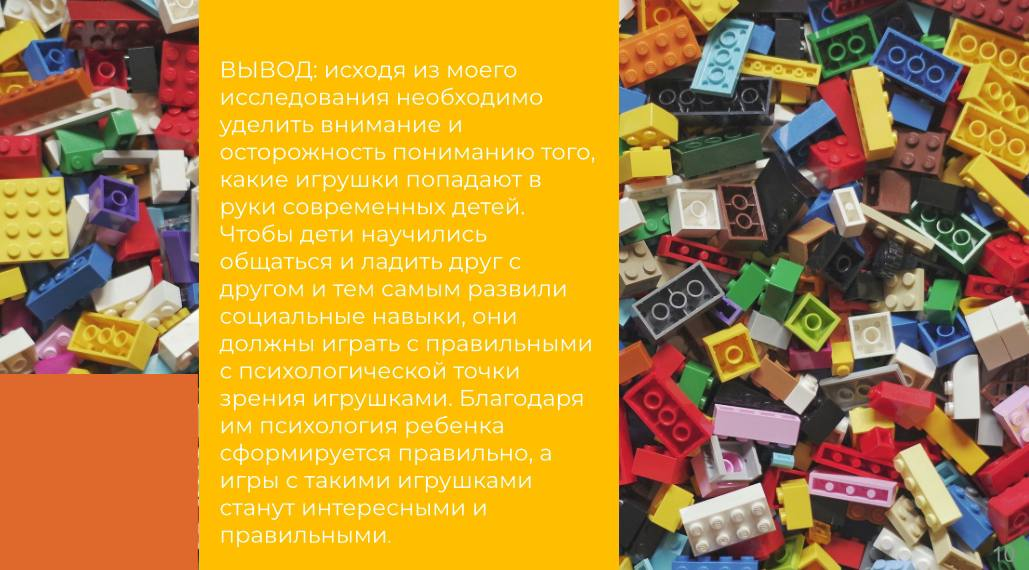 ВЫВОД: исходя из моего
исследования необходимо
уделить внимание и
осторожность пониманию того,
какие игрушки попадают в
руки современных детей.
Чтобы дети научились
общаться и ладить друг с
другом и тем самым развили
социальные навыки, они
должны играть с правильными
с психологической точки
зрения игрушками. Благодаря
им психология ребенка
сформируется правильно, а
игры с такими игрушками
станут интересными и
правильными.
10